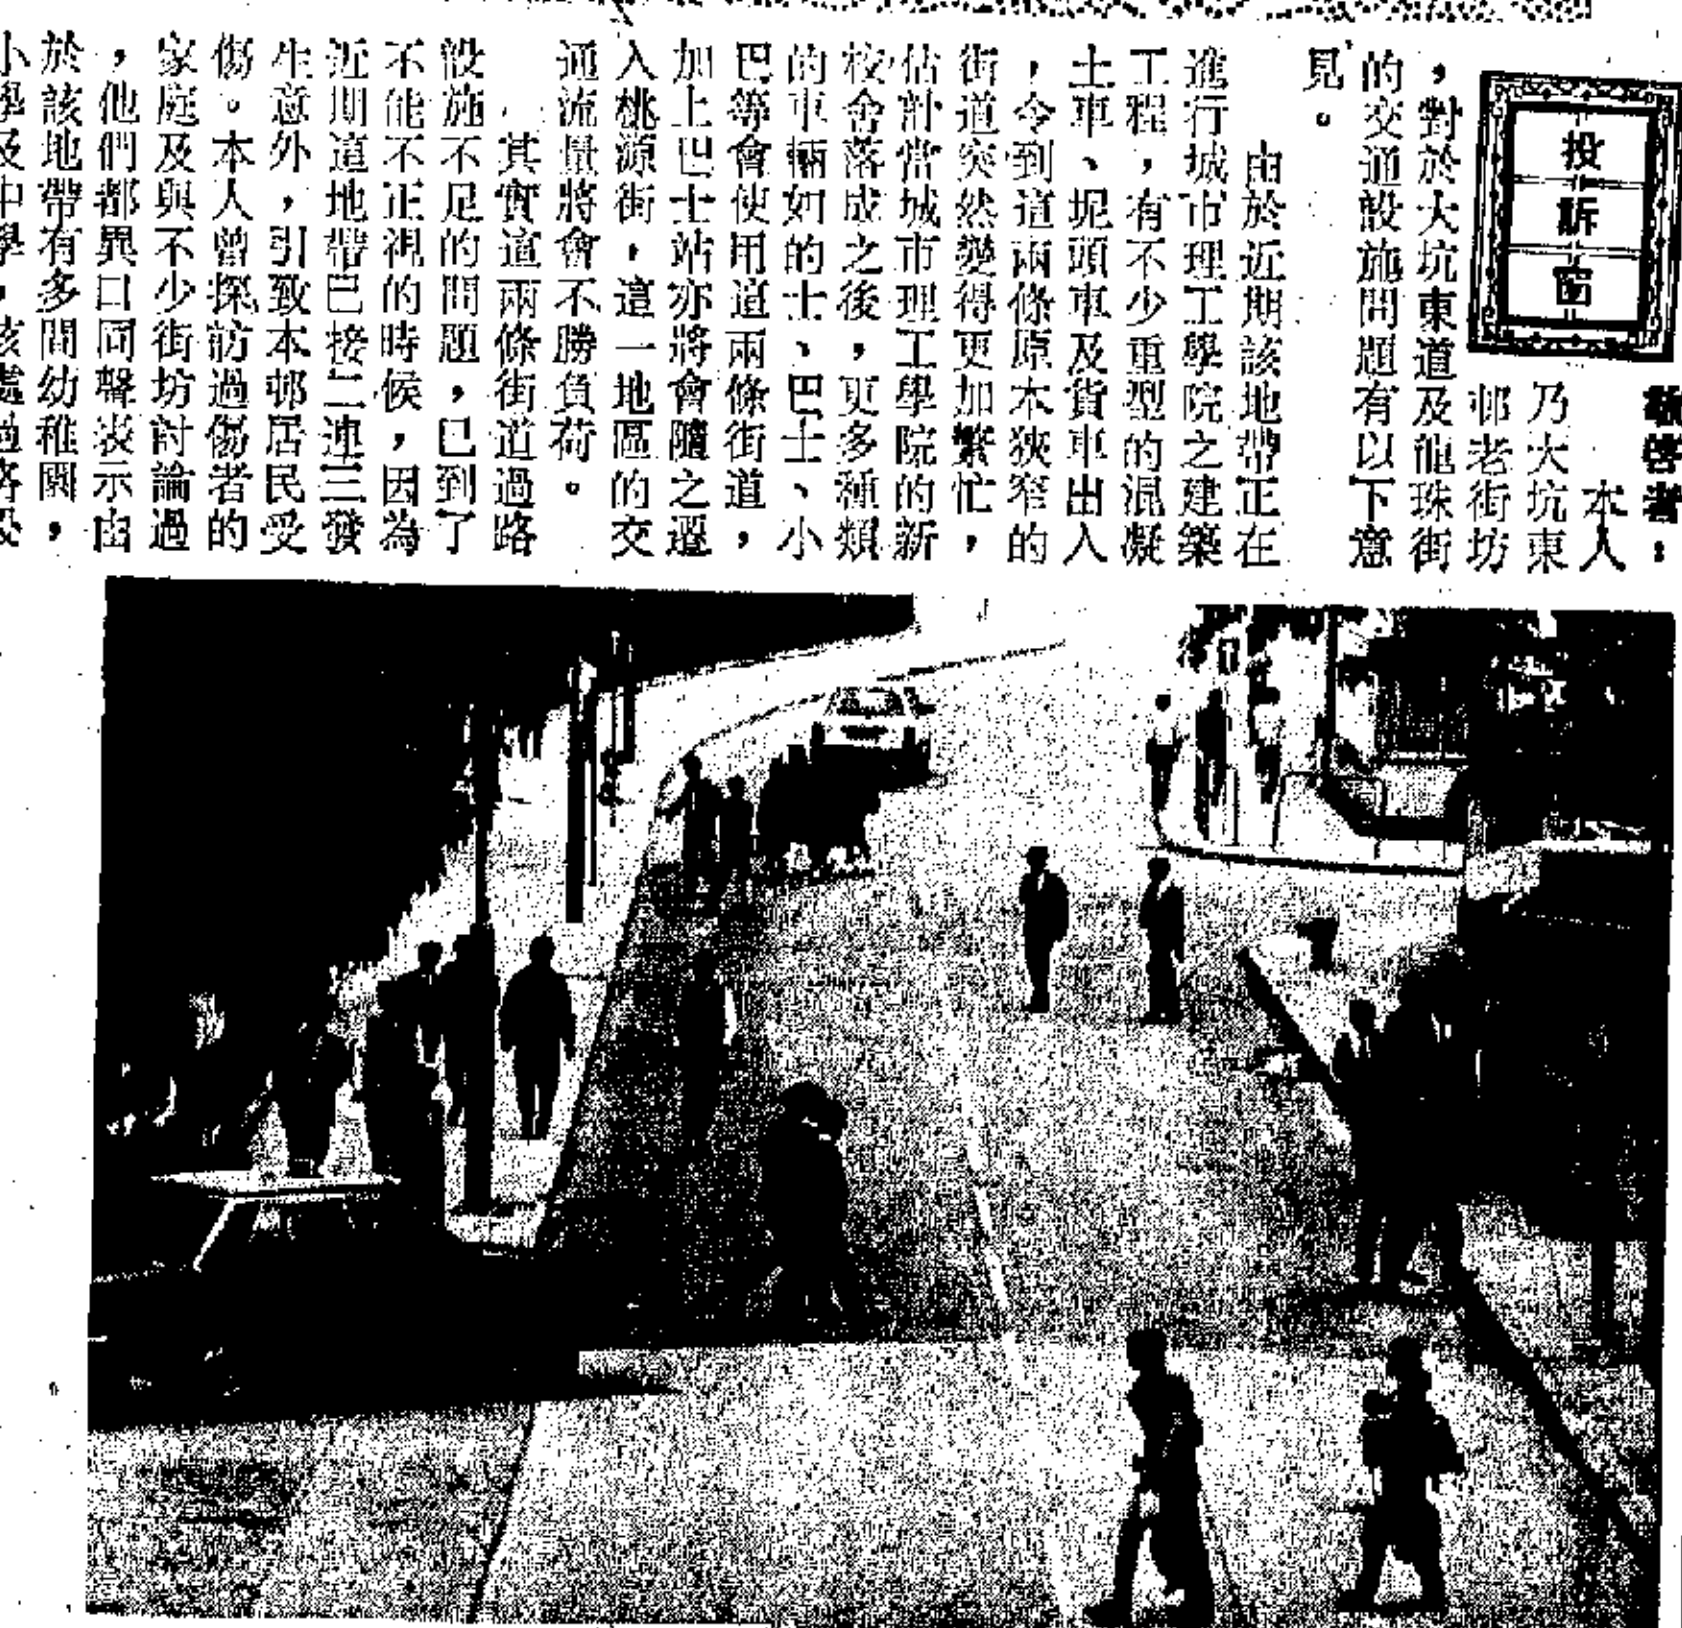 投訴窗
敬啓者：
本人
乃大坑東
邨老街坊
，對於大坑東道及龍珠街
的交通設施問題有以下意
見。
由於近期該地帶正在
進行城市理工學院之建築
工程，有不少重型的混凝
土車、坭頭車及貨車出入
，令到這兩條原本狹窄的
街道突然變得更加繁忙，
估計當城市理工學院的新
校舍落成之後，更多種類
的車輛如的士、巴士、小
巴等會使用這兩條街道，
加上巴士站亦將會隨之遷
入桃源街，這一地區的交
通流量將會不勝負荷。
其實這兩條街道過路
設施不足的問題，已到了
不能不正視的時候，因為
近期這地帶已接二連三發
生意外，引致本邨居民受
傷。本人曾探訪過傷者的
家庭及與不少街坊討論過
，他們都異口同聲表示由
於該地帶有多間幼稚園，
小學及中學，該處過路